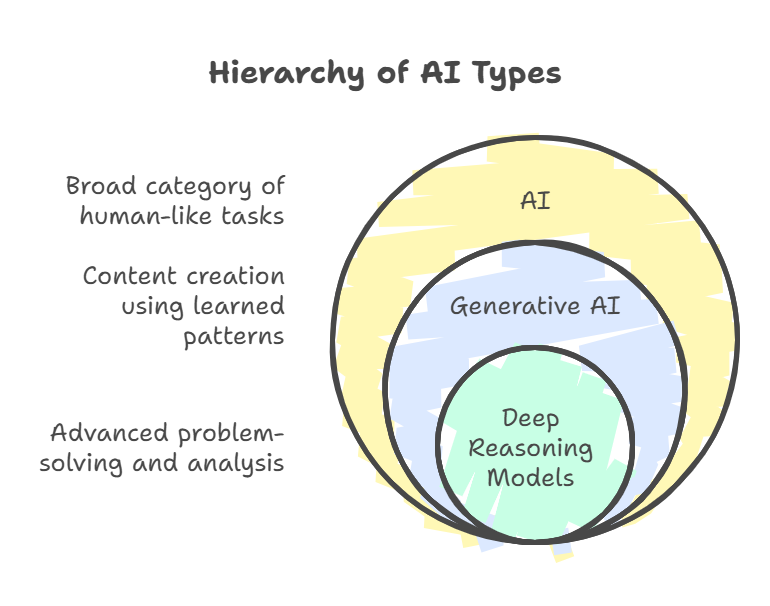 Hierarchy of AI Types
Broad category of
human-like tasks
AI
Content creation
using learned
patterns
Generative AI
Advanced problem-
solving and analysis
Deep
Reasoning
Models